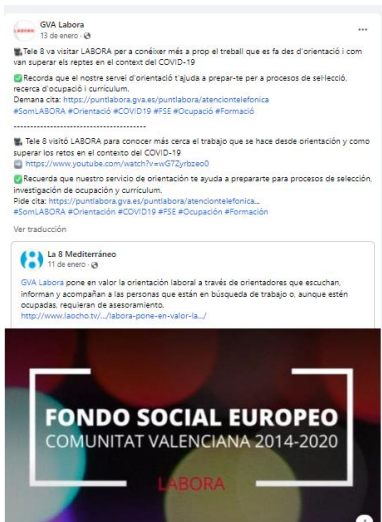 GVA Labora
13 de enero ·
Tele 8 va visitar LABORA per a conéixer més a prop el treball que es fa des d'orientació i com
van superar els reptes en el context del COVID-19
Recorda que el nostre servei d'orientació t'ajuda a prepar-te per a processos de sel·lecció,
recerca d'ocupació i currículum.
Demana cita: https://puntlabora.gva.es/puntlabora/atenciontelefonica
#SomLABORA #Orientació #COVID19 #FSE #Ocupació #Formació
----------------------------------------
Tele 8 visitó LABORA para conocer más cerca el trabajo que se hace desde orientación y como
superar los retos en el contexto del COVID-19
https://www.youtube.com/watch?v=wG7Zyrbzeo0
Recuerda que nuestro servicio de orientación te ayuda a prepararte para procesos de selección,
investigación de ocupación y currículum.
Pide cita: https://puntlabora.gva.es/puntlabora/atenciontelefonica...
#SomLABORA #Orientación #COVID19 #FSE #Ocupación #Formación
Ver traducción
La 8 Mediterráneo
11 de enero ·
GVA Labora pone en valor la orientación laboral a través de orientadores que escuchan,
informan y acompañan a las personas que están en búsqueda de trabajo o, aunque estén
ocupadas, requieran de asesoramiento.
http://www.laocho.tv/.../labora-pone-en-valor-la.../
FONDO SOCIAL EUROPEO
COMUNITAT VALENCIANA 2014-2020
LABORA